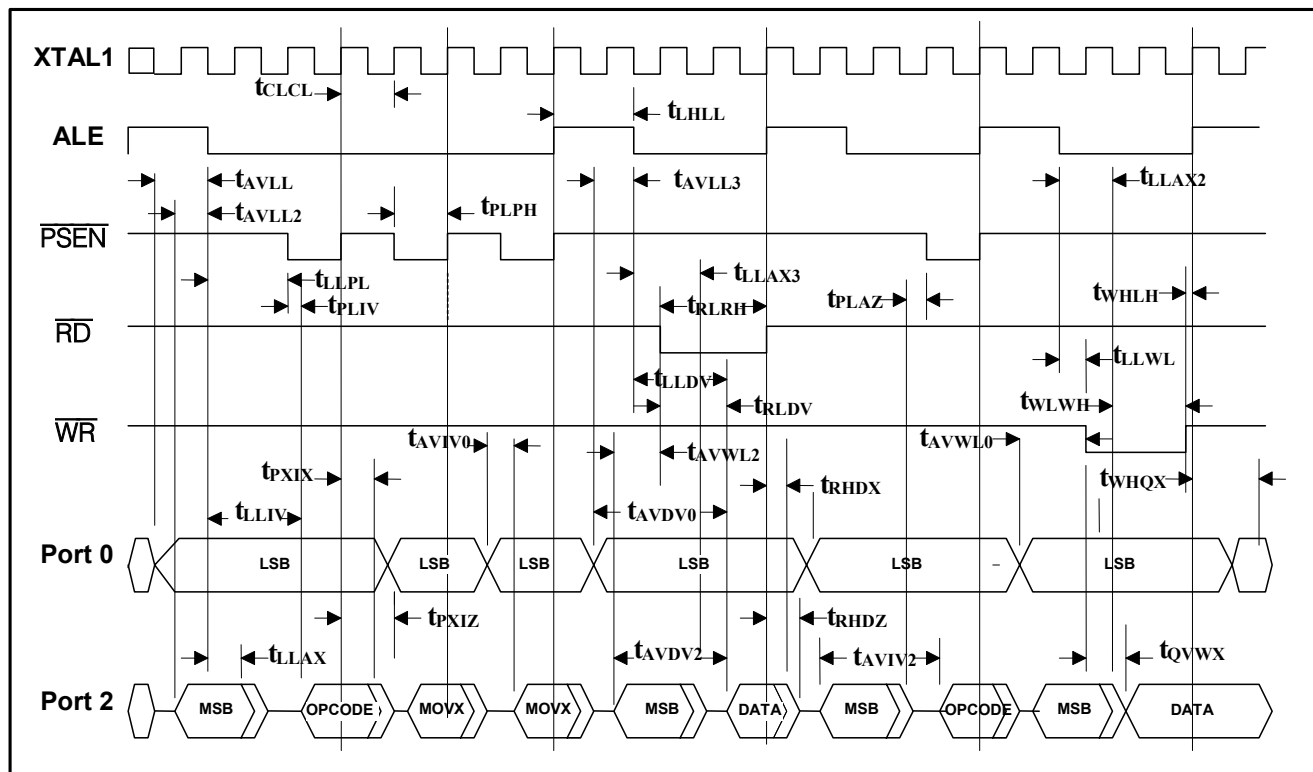 XTAL1
tCLCL
tLHLL
ALE
tAVLL tAVLL3 tLLAX2
tAVLL2 tPLPH
PSEN
tLLPL tLLAX3
tPLIV tRLRH tPLAZ tWHLH
RD
tLLDV tLLWL
tRLDV tWLWH
WR
tAVIV0 tAVWL2 tAVWL0
tPXIX tRHDX tWHQX
tLLIV tAVDV0
Port 0 LSB LSB LSB LSB LSB LSB
tPXIZ tRHDZ
tLLAX tAVDV2 tAVIV2 tQVWX
Port 2 MSB OPCODE MOVX MOVX MSB DATA MSB OPCODE MSB DATA